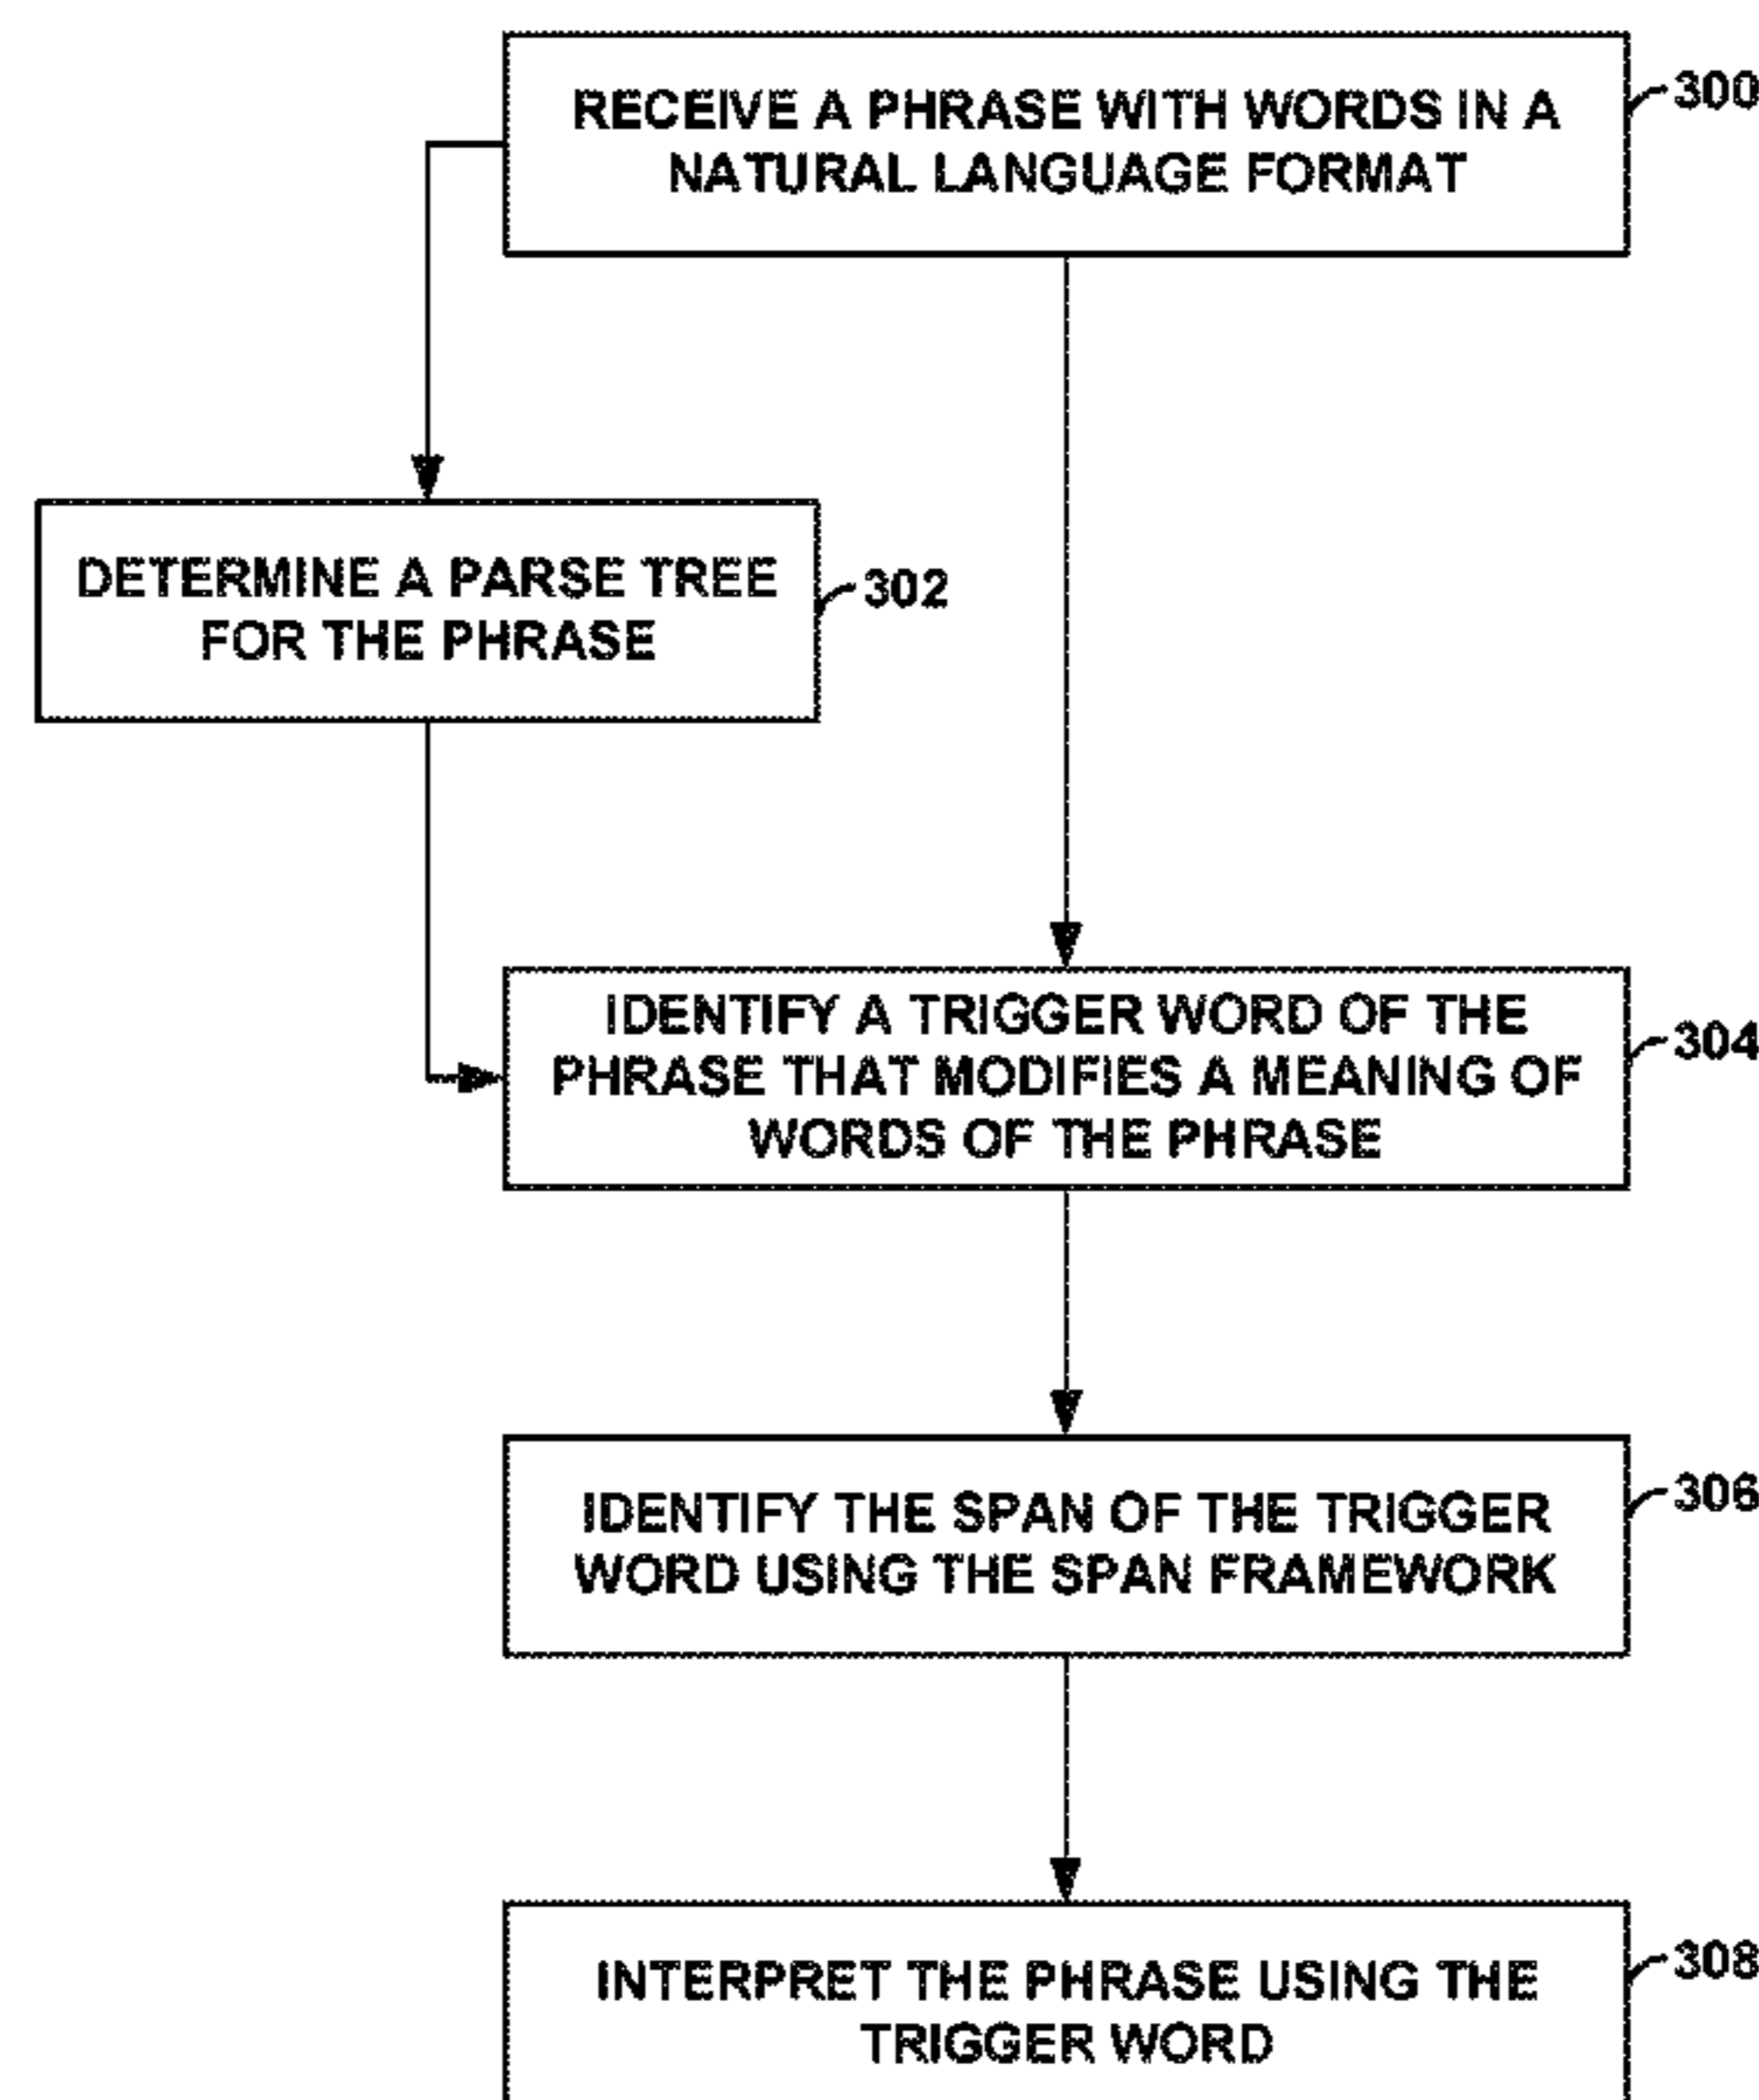 RECEIVE A PHRASE WITH WORDS IN A
NATURAL LANGUAGE FORMAT
300
DETERMINE A PARSE TREE
FOR THE PHRASE
302
IDENTIFY A TRIGGER WORD OF THE
PHRASE THAT MODIFIES A MEANING OF
WORDS OF THE PHRASE
304
IDENTIFY THE SPAN OF THE TRIGGER
WORD USING THE SPAN FRAMEWORK
306
INTERPRET THE PHRASE USING THE
TRIGGER WORD
308